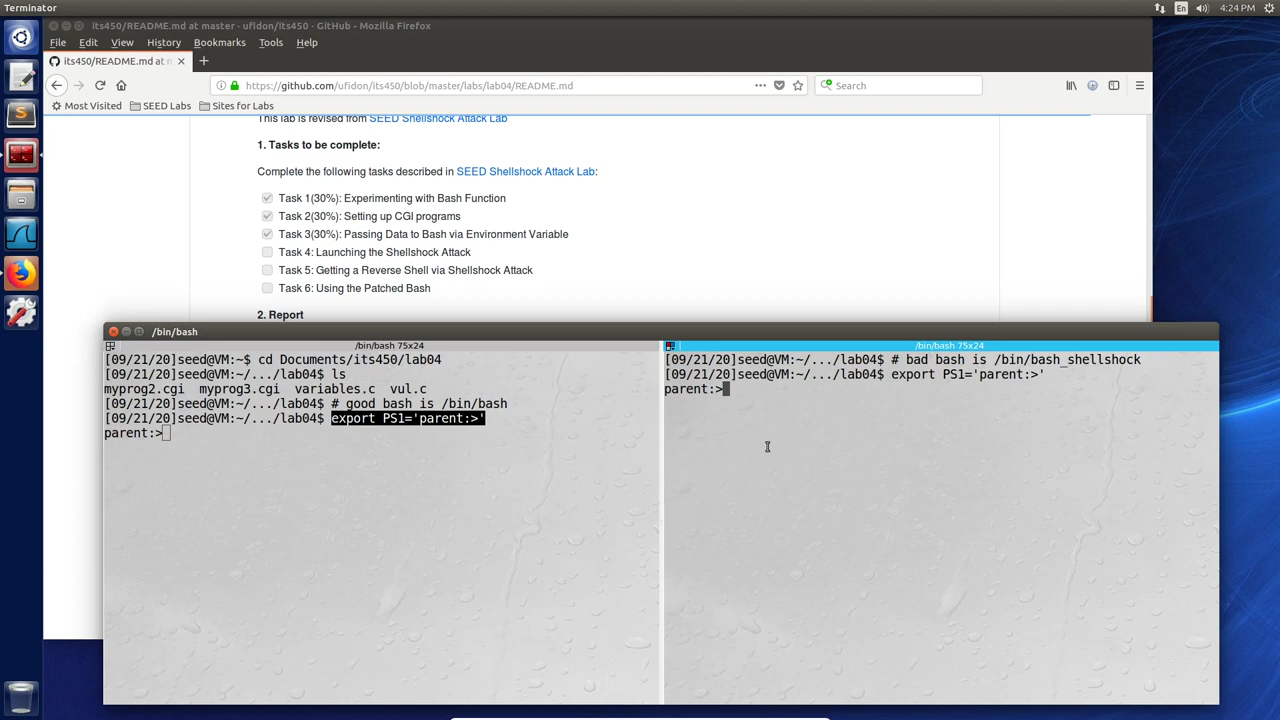 Terminator
En
4:24 PM
its450/README.md at master · ufidon/its450 · GitHub - Mozilla Firefox
File Edit View History Bookmarks Tools Help
its450/README.md at m
https://github.com/ufidon/its450/blob/master/labs/lab04/README.md
Search
Most Visited SEED Labs Sites for Labs
This lab is revised from SEED Shellshock Attack Lab
1. Tasks to be complete:
Complete the following tasks described in SEED Shellshock Attack Lab:
Task 1(30%): Experimenting with Bash Function
Task 2(30%): Setting up CGI programs
Task 3(30%): Passing Data to Bash via Environment Variable
Task 4: Launching the Shellshock Attack
Task 5: Getting a Reverse Shell via Shellshock Attack
Task 6: Using the Patched Bash
2. Report
/bin/bash
/bin/bash 75x24
[09/21/20]seed@VM:~$ cd Documents/its450/lab04
[09/21/20]seed@VM:~/.../lab04$ ls
myprog2.cgi myprog3.cgi variables.c vul.c
[09/21/20]seed@VM:~/.../lab04$ # good bash is /bin/bash
[09/21/20]seed@VM:~/.../lab04$ export PS1='parent:>'
parent:>
/bin/bash 75x24
[09/21/20]seed@VM:~/.../lab04$ # bad bash is /bin/bash_shellshock
[09/21/20]seed@VM:~/.../lab04$ export PS1='parent:>'
parent:>